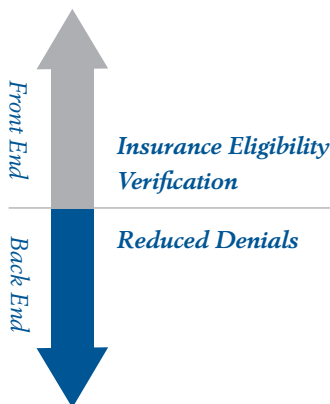 Front End
Insurance Eligibility
Verification
Back End
Reduced Denials